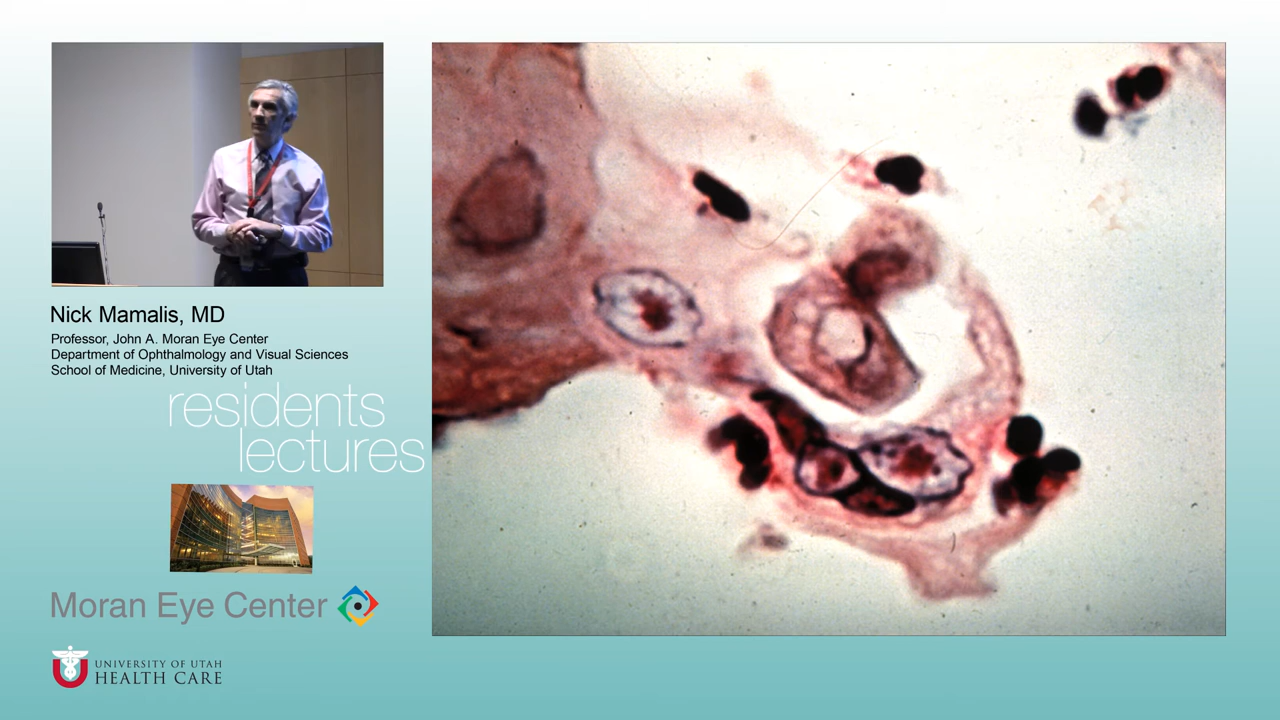 Nick Mamalis, MD
Professor, John A. Moran Eye Center
Department of Ophthalmology and Visual Sciences
School of Medicine, University of Utah
residents
lectures
Moran Eye Center
UNIVERSITY OF UTAH
HEALTH CARE